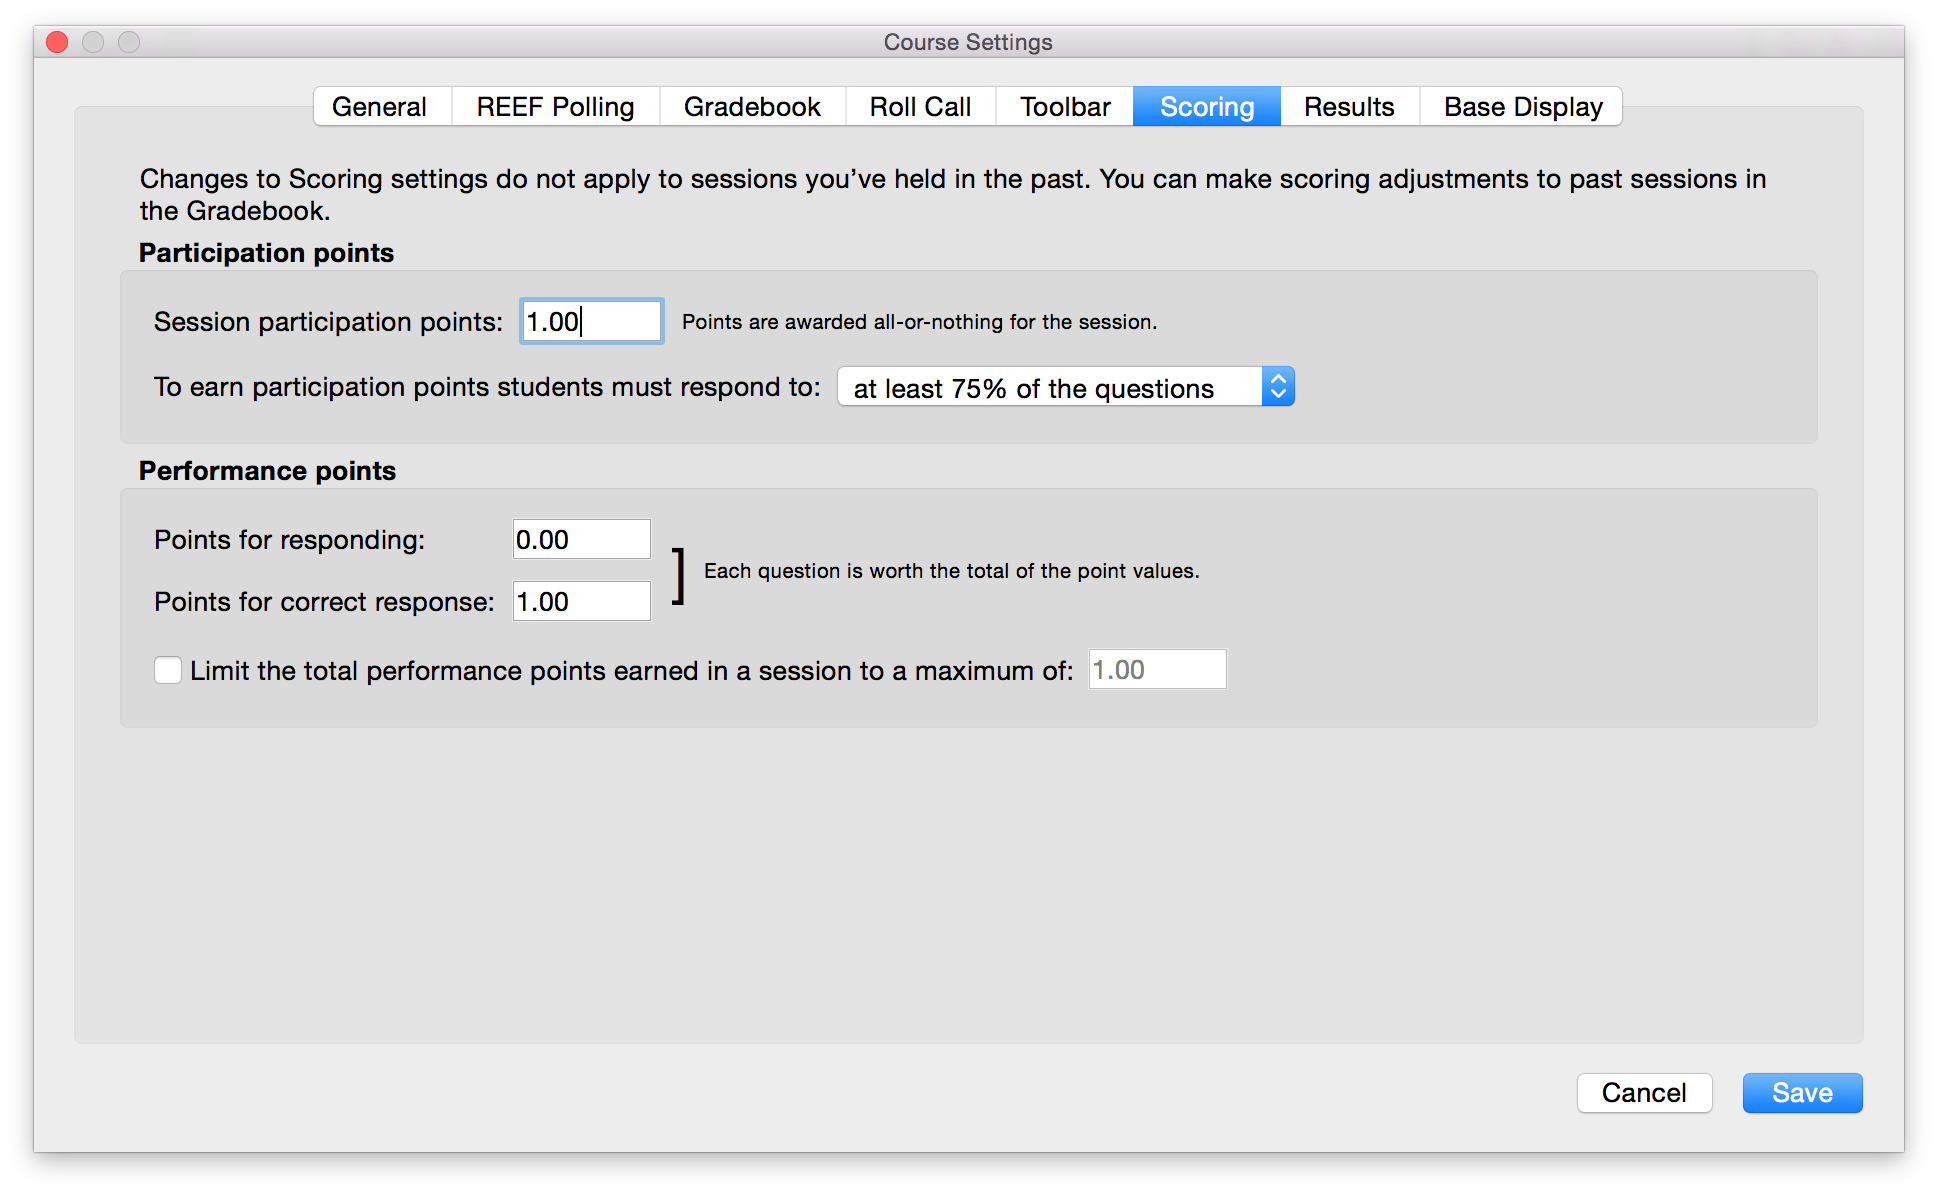 Course Settings
General REEF Polling Gradebook Roll Call Toolbar Scoring Results Base Display
Changes to Scoring settings do not apply to sessions you’ve held in the past. You can make scoring adjustments to past sessions in
the Gradebook.
Participation points
Session participation points: 1.00 Points are awarded all-or-nothing for the session.
To earn participation points students must respond to: at least 75% of the questions
Performance points
Points for responding: 0.00
Each question is worth the total of the point values.
Points for correct response: 1.00
Limit the total performance points earned in a session to a maximum of: 1.00
Cancel Save